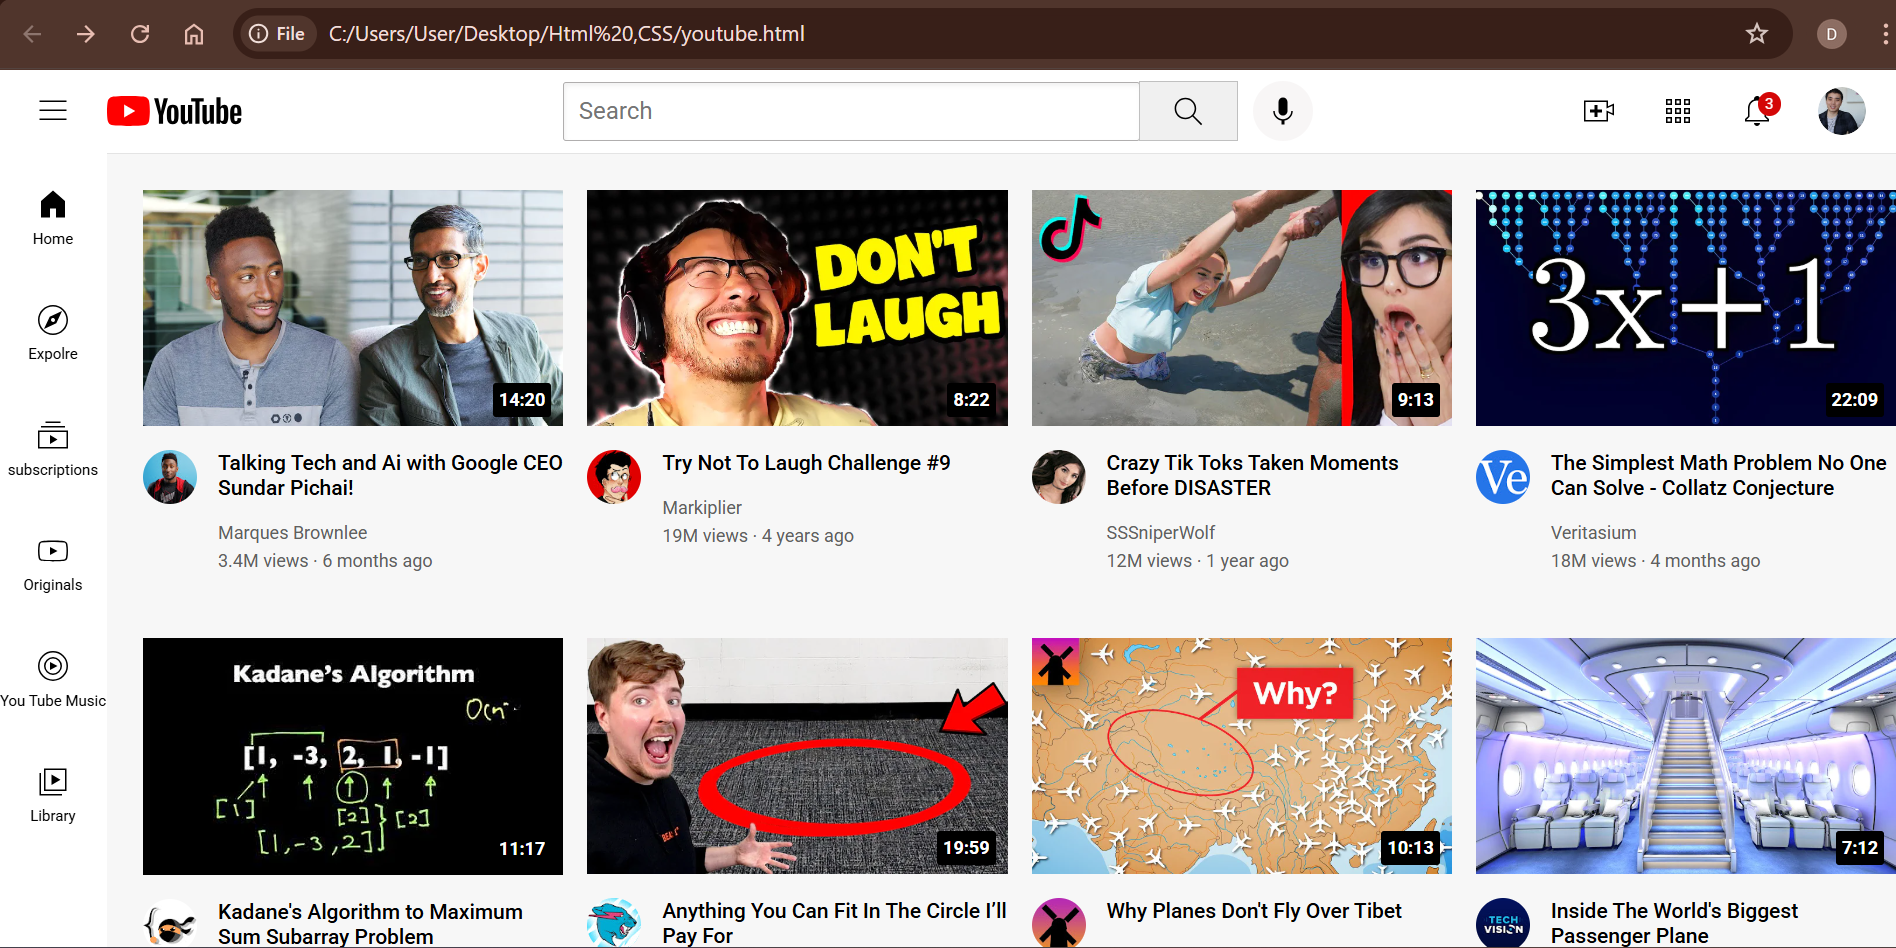 File C:/Users/User/Desktop/Html%20,CSS/youtube.html D
YouTube Search 3
Home
Expolre
subscriptions
Originals
You Tube Music
Library
14:20
Talking Tech and Ai with Google CEO
Sundar Pichai!
Marques Brownlee
3.4M views · 6 months ago
DON'T
LAUGH
8:22
Try Not To Laugh Challenge #9
Markiplier
19M views · 4 years ago
9:13
Crazy Tik Toks Taken Moments
Before DISASTER
SSSniperWolf
12M views · 1 year ago
3x+1
22:09
Ve
The Simplest Math Problem No One
Can Solve - Collatz Conjecture
Veritasium
18M views · 4 months ago
Kadane's Algorithm
[1, -3, 2, 1, -1]
[1] [2] [2]
[1,-3,2]
11:17
Kadane's Algorithm to Maximum
Sum Subarray Problem
19:59
Anything You Can Fit In The Circle I’ll
Pay For
Why?
10:13
Why Planes Don't Fly Over Tibet
7:12
TECH
VISION
Inside The World's Biggest
Passenger Plane